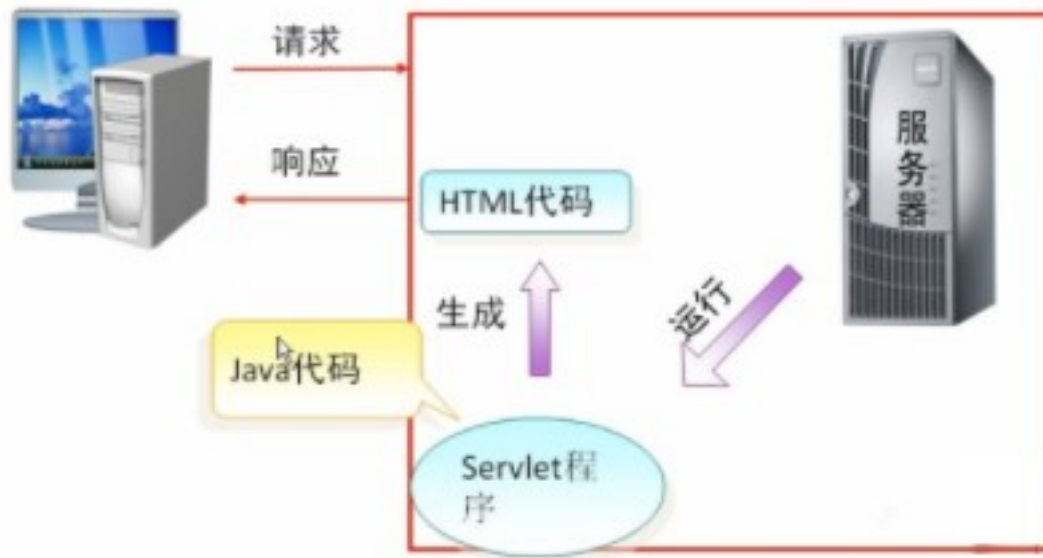 请求
响应
HTML代码
服务器
生成
运行
Java代码
Servlet程
序